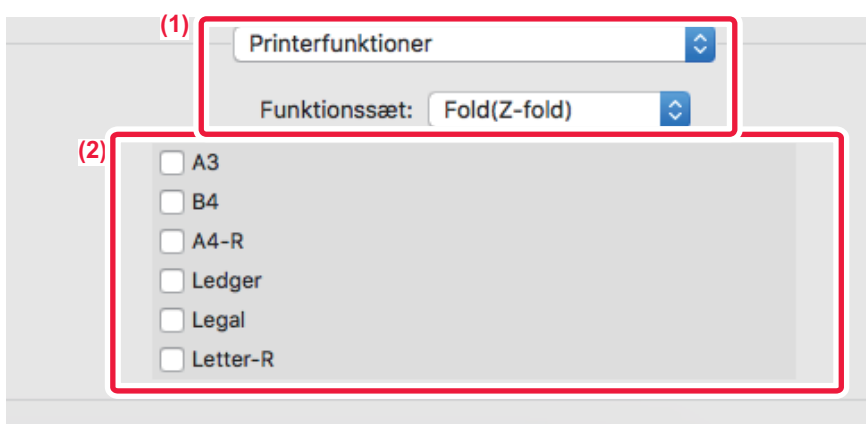 (1)
Printerfunktioner
Funktionssæt: Fold(Z-fold)
(2)
A3
B4
A4-R
Ledger
Legal
Letter-R